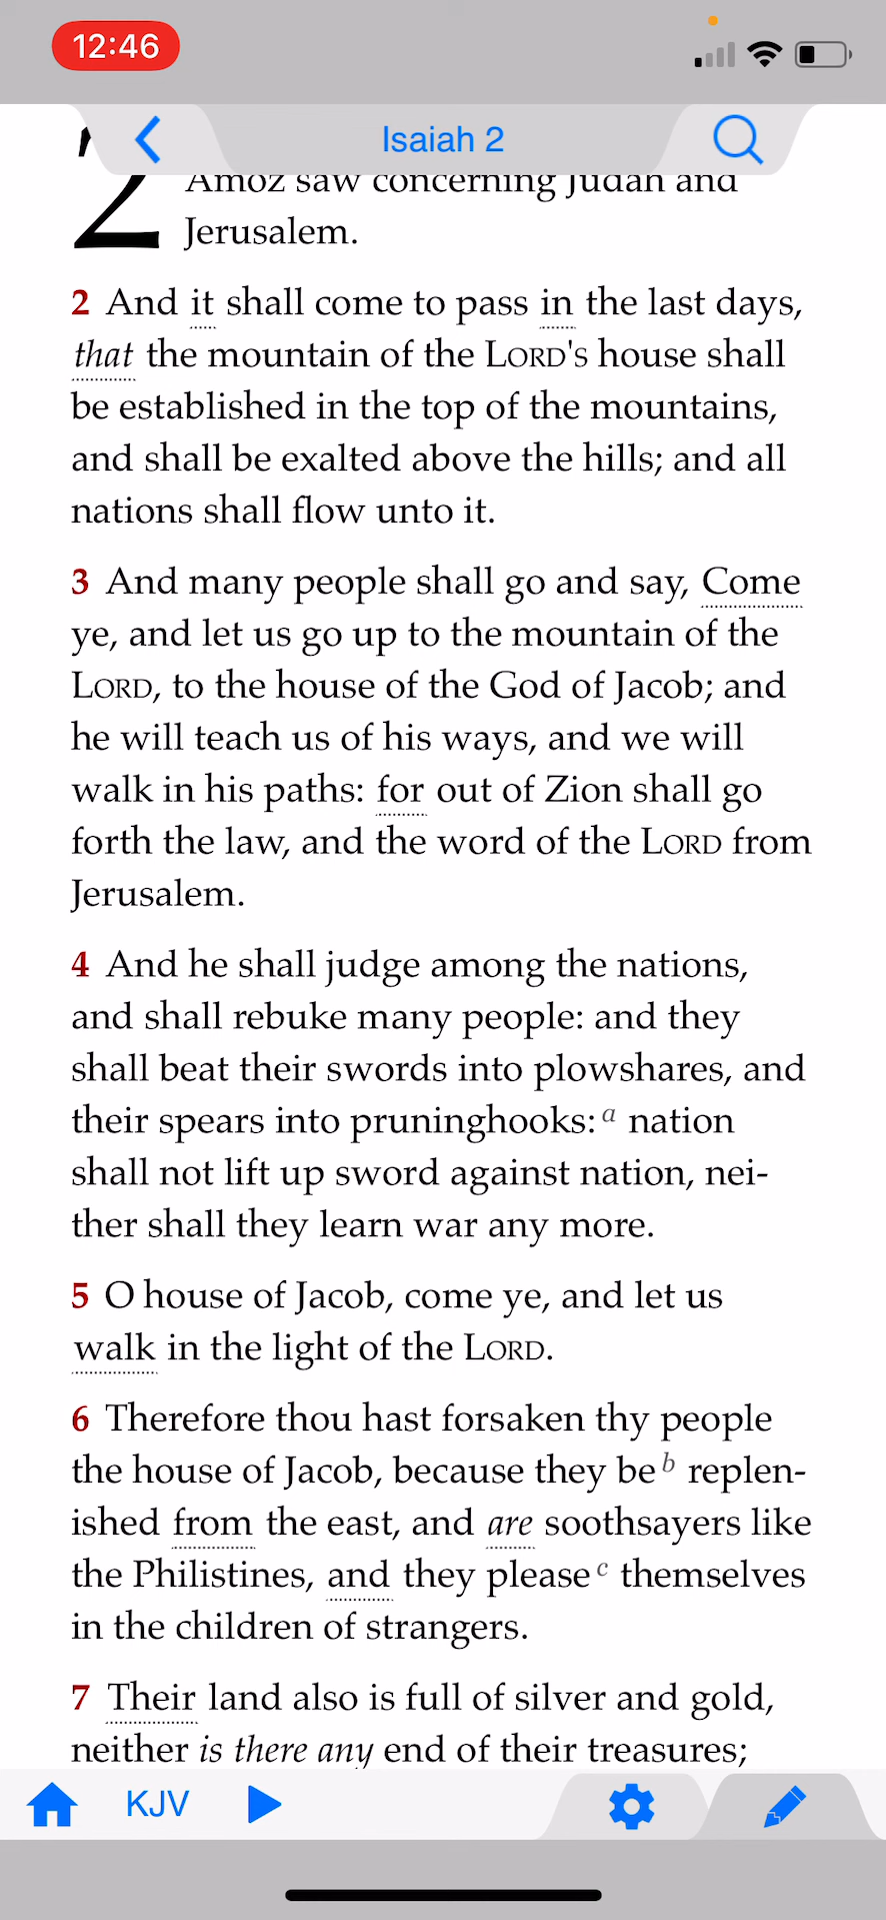 12:46
Isaiah 2
2 Amoz saw concerning Judah and
Jerusalem.
2 And it shall come to pass in the last days,
that the mountain of the LORD's house shall
be established in the top of the mountains,
and shall be exalted above the hills; and all
nations shall flow unto it.
3 And many people shall go and say, Come
ye, and let us go up to the mountain of the
LORD, to the house of the God of Jacob; and
he will teach us of his ways, and we will
walk in his paths: for out of Zion shall go
forth the law, and the word of the LORD from
Jerusalem.
4 And he shall judge among the nations,
and shall rebuke many people: and they
shall beat their swords into plowshares, and
their spears into pruninghooks: a nation
shall not lift up sword against nation, nei-
ther shall they learn war any more.
5 O house of Jacob, come ye, and let us
walk in the light of the LORD.
6 Therefore thou hast forsaken thy people
the house of Jacob, because they be b replen-
ished from the east, and are soothsayers like
the Philistines, and they please c themselves
in the children of strangers.
7 Their land also is full of silver and gold,
neither is there any end of their treasures;
KJV